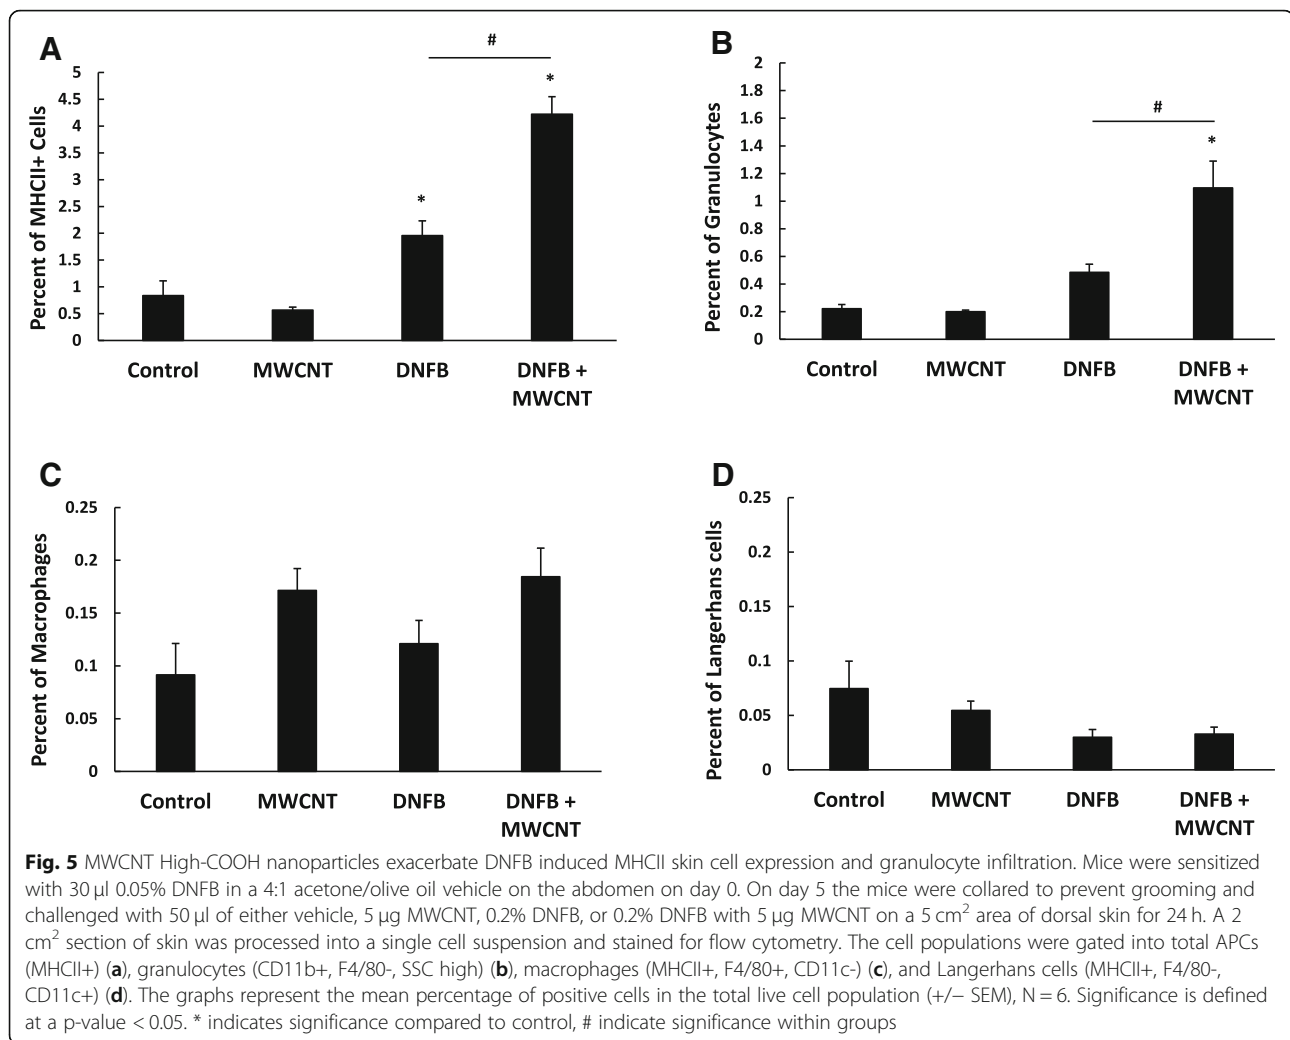 A
#
*
*
Percent of MHCII+ Cells
5
4.5
4
3.5
3
2.5
2
1.5
1
0.5
0
Control
MWCNT
DNFB
DNFB +
MWCNT
B
#
*
Percent of Granulocytes
2
1.8
1.6
1.4
1.2
1
0.8
0.6
0.4
0.2
0
Control
MWCNT
DNFB
DNFB +
MWCNT
C
Percent of Macrophages
0.25
0.2
0.15
0.1
0.05
0
Control
MWCNT
DNFB
DNFB +
MWCNT
D
Percent of Langerhans cells
0.25
0.2
0.15
0.1
0.05
0
Control
MWCNT
DNFB
DNFB +
MWCNT
Fig. 5 MWCNT High-COOH nanoparticles exacerbate DNFB induced MHCII skin cell expression and granulocyte infiltration. Mice were sensitized
with 30 μl 0.05% DNFB in a 4:1 acetone/olive oil vehicle on the abdomen on day 0. On day 5 the mice were collared to prevent grooming and
challenged with 50 μl of either vehicle, 5 μg MWCNT, 0.2% DNFB, or 0.2% DNFB with 5 μg MWCNT on a 5 cm² area of dorsal skin for 24 h. A 2
cm² section of skin was processed into a single cell suspension and stained for flow cytometry. The cell populations were gated into total APCs
(MHCII+) (a), granulocytes (CD11b+, F4/80-, SSC high) (b), macrophages (MHCII+, F4/80+, CD11c-) (c), and Langerhans cells (MHCII+, F4/80-,
CD11c+) (d). The graphs represent the mean percentage of positive cells in the total live cell population (+/− SEM), N = 6. Significance is defined
at a p-value < 0.05. * indicates significance compared to control, # indicate significance within groups